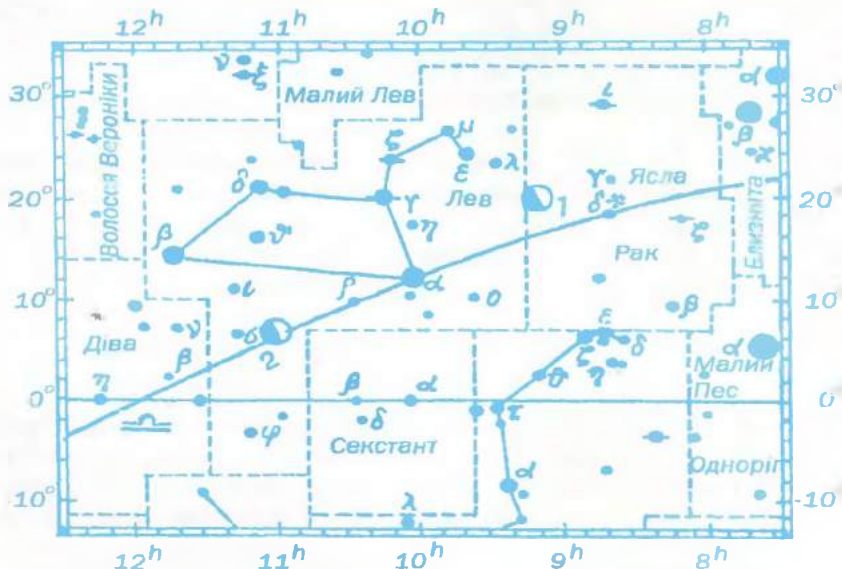 12h 11h 10h 9h 8h
ν ξ
Малий Лев
ι α
30° 30°
β
Волосся Вероніки
ζ μ ε λ
κ
δ Лев γ Ясла
20° γ η 1 δ 20°
β ϑ Рак ζ Близнята
α
ι ρ ο β
10° 10
Діва ν σ 2 ε δ α
β ζ η Малий
η β α ϑ Пес
0° 0
φ δ
Секстант α Одноріг
-10° -10
λ
12h 11h 10h 9h 8h